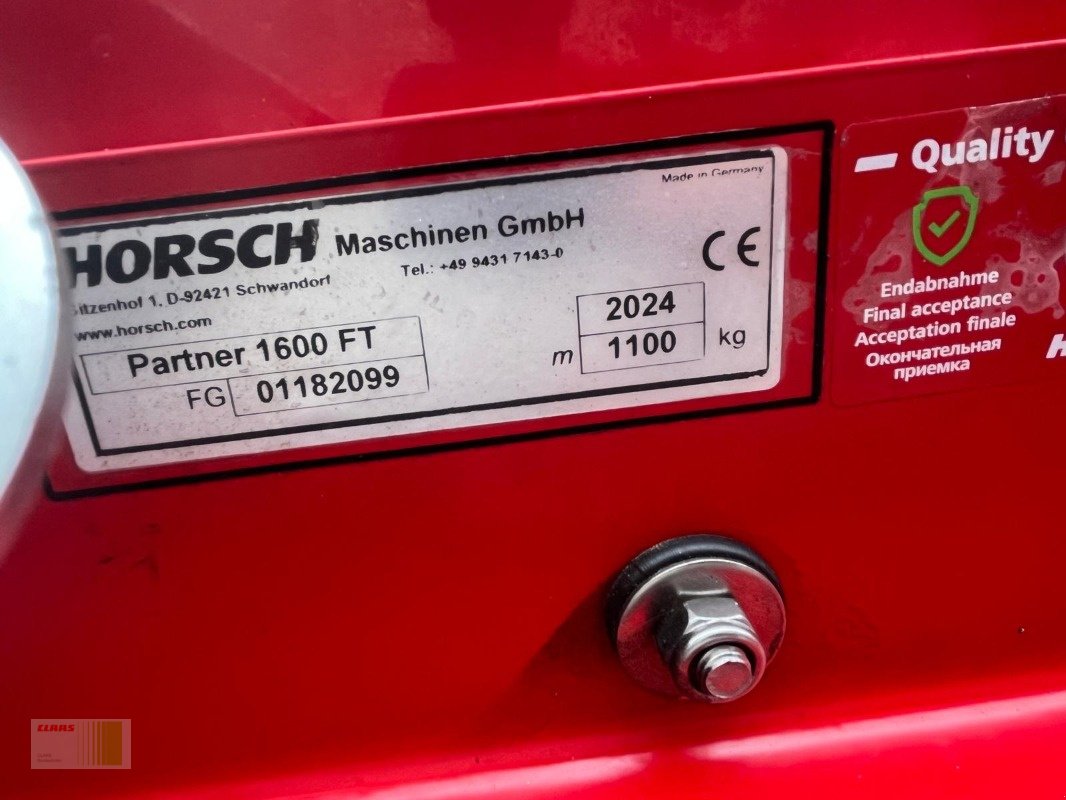 Made in Germany
HORSCH Maschinen GmbH
Sitzenhof 1, D-92421 Schwandorf
Tel.: +49 9431 7143-0
www.horsch.com
CE
Partner 1600 FT
FG 01182099
2024
m 1100 kg
Quality
Endabnahme
Final acceptance
Acceptation finale
Окончательная
приемка
CLAAS